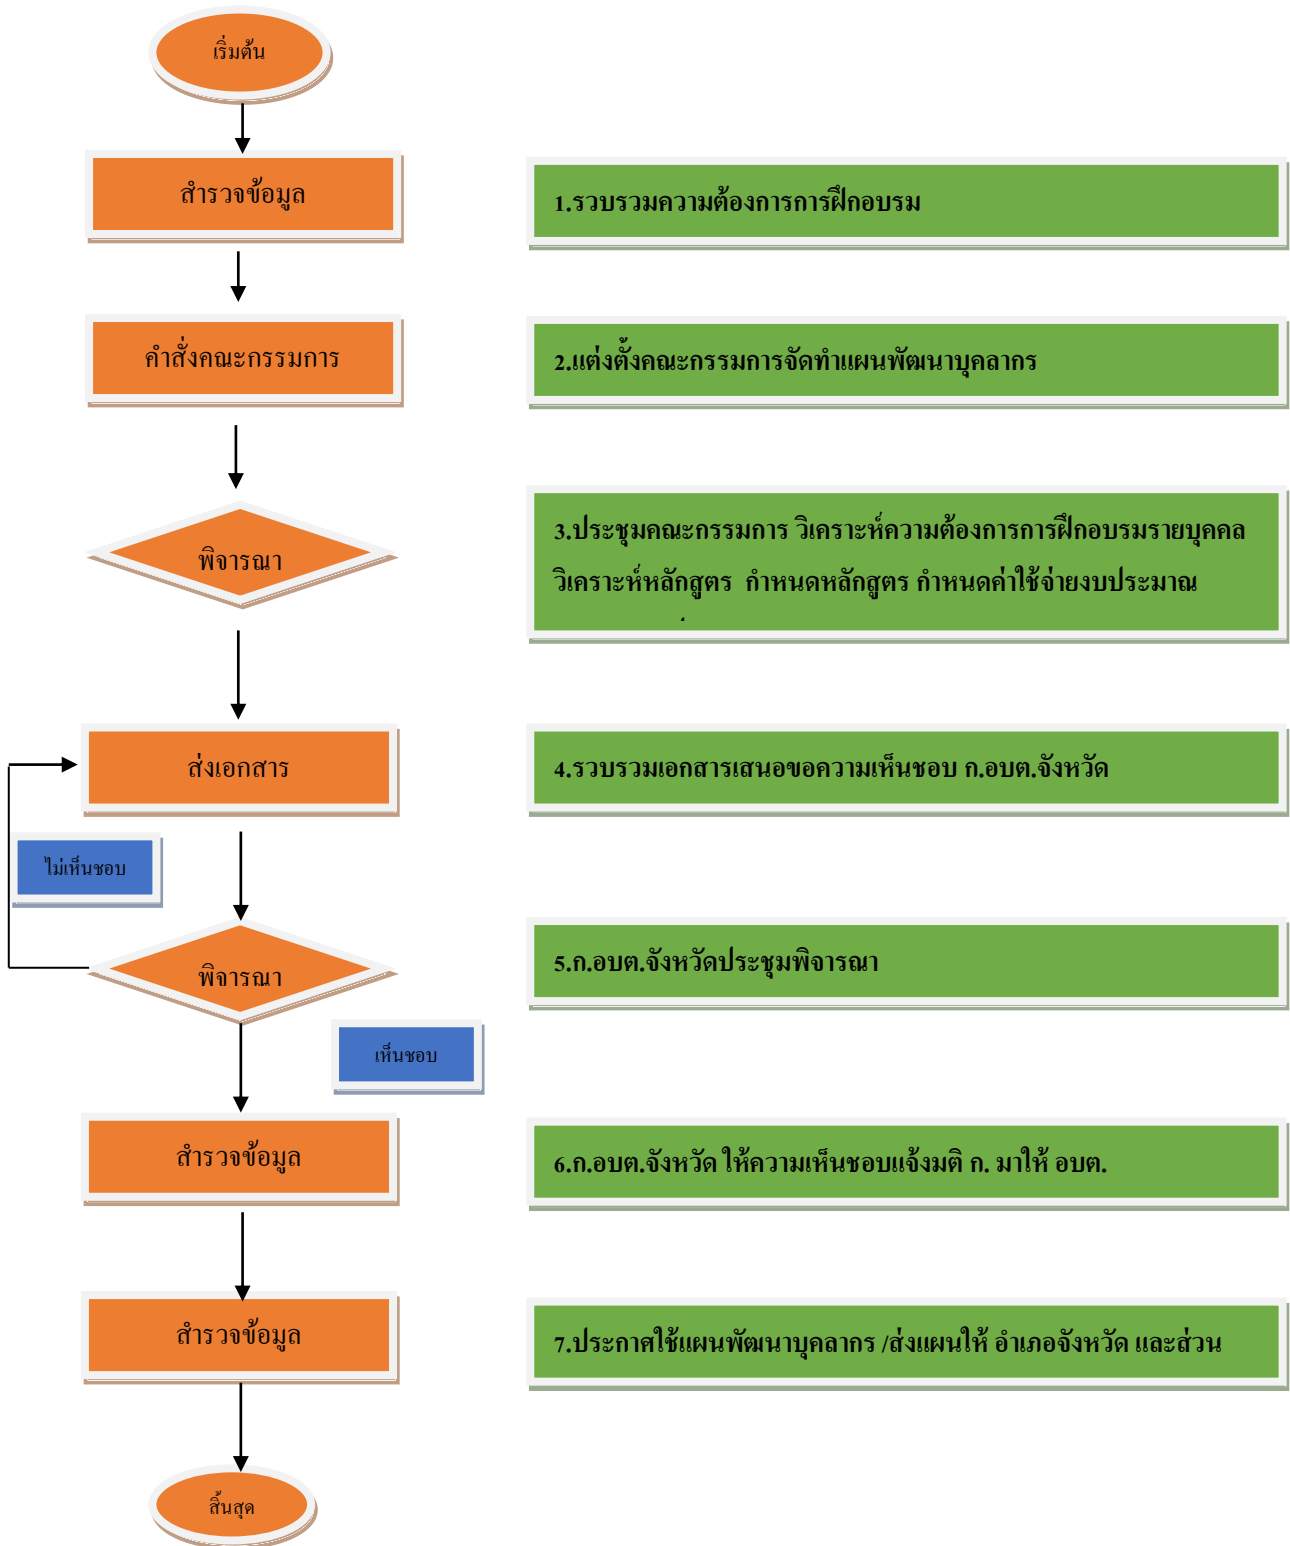 เริ่มต้น
สำรวจข้อมูล
1.รวบรวมความต้องการการฝึกอบรม
คำสั่งคณะกรรมการ
2.แต่งตั้งคณะกรรมการจัดทำแผนพัฒนาบุคลากร
พิจารณา
3.ประชุมคณะกรรมการ วิเคราะห์ความต้องการการฝึกอบรมรายบุคคล
วิเคราะห์หลักสูตร กำหนดหลักสูตร กำหนดค่าใช้จ่ายงบประมาณ
ส่งเอกสาร
4.รวบรวมเอกสารเสนอขอความเห็นชอบ ก.อบต.จังหวัด
ไม่เห็นชอบ
พิจารณา
5.ก.อบต.จังหวัดประชุมพิจารณา
เห็นชอบ
สำรวจข้อมูล
6.ก.อบต.จังหวัด ให้ความเห็นชอบแจ้งมติ ก. มาให้ อบต.
สำรวจข้อมูล
7.ประกาศใช้แผนพัฒนาบุคลากร /ส่งแผนให้ อำเภอจังหวัด และส่วน
สิ้นสุด